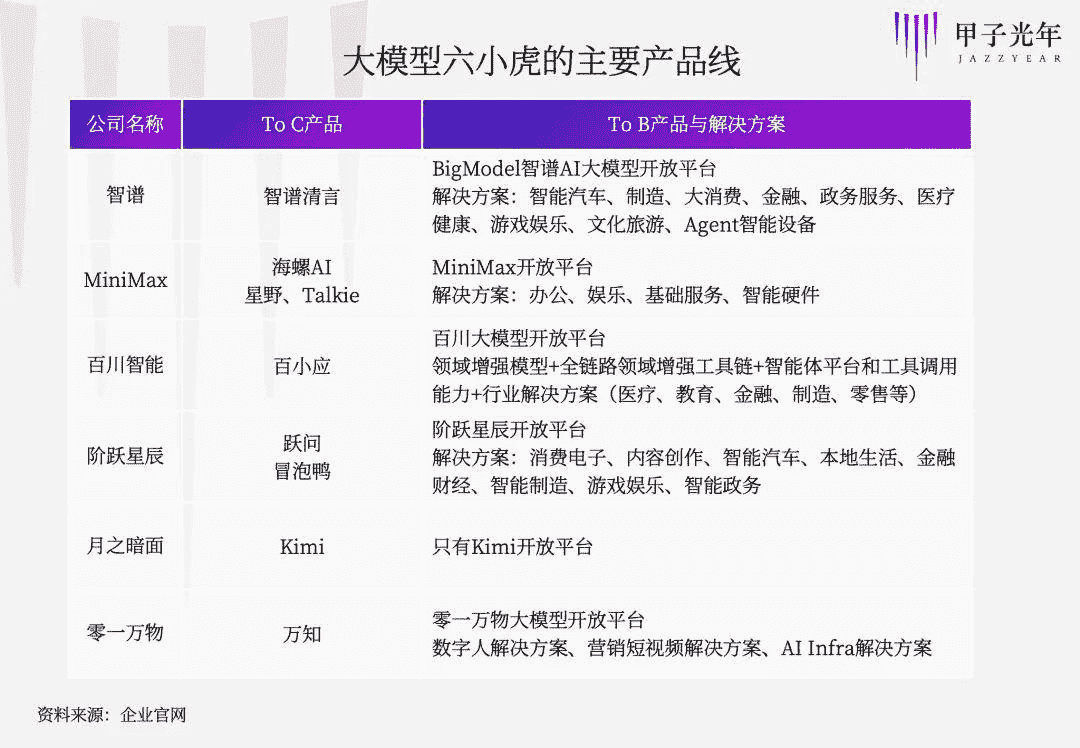 甲子光年
JAZZYEAR
大模型六小虎的主要产品线
公司名称 To C产品 To B产品与解决方案
智谱
智谱清言
BigModel智谱AI大模型开放平台
解决方案：智能汽车、制造、大消费、金融、政务服务、医疗
健康、游戏娱乐、文化旅游、Agent智能设备
MiniMax
海螺AI
星野、Talkie
MiniMax开放平台
解决方案：办公、娱乐、基础服务、智能硬件
百川智能
百小应
百川大模型开放平台
领域增强模型+全链路领域增强工具链+智能体平台和工具调用
能力+行业解决方案（医疗、教育、金融、制造、零售等）
阶跃星辰
跃问
冒泡鸭
阶跃星辰开放平台
解决方案：消费电子、内容创作、智能汽车、本地生活、金融
财经、智能制造、游戏娱乐、智能政务
月之暗面
Kimi
只有Kimi开放平台
零一万物
万知
零一万物大模型开放平台
数字人解决方案、营销短视频解决方案、AI Infra解决方案
资料来源：企业官网